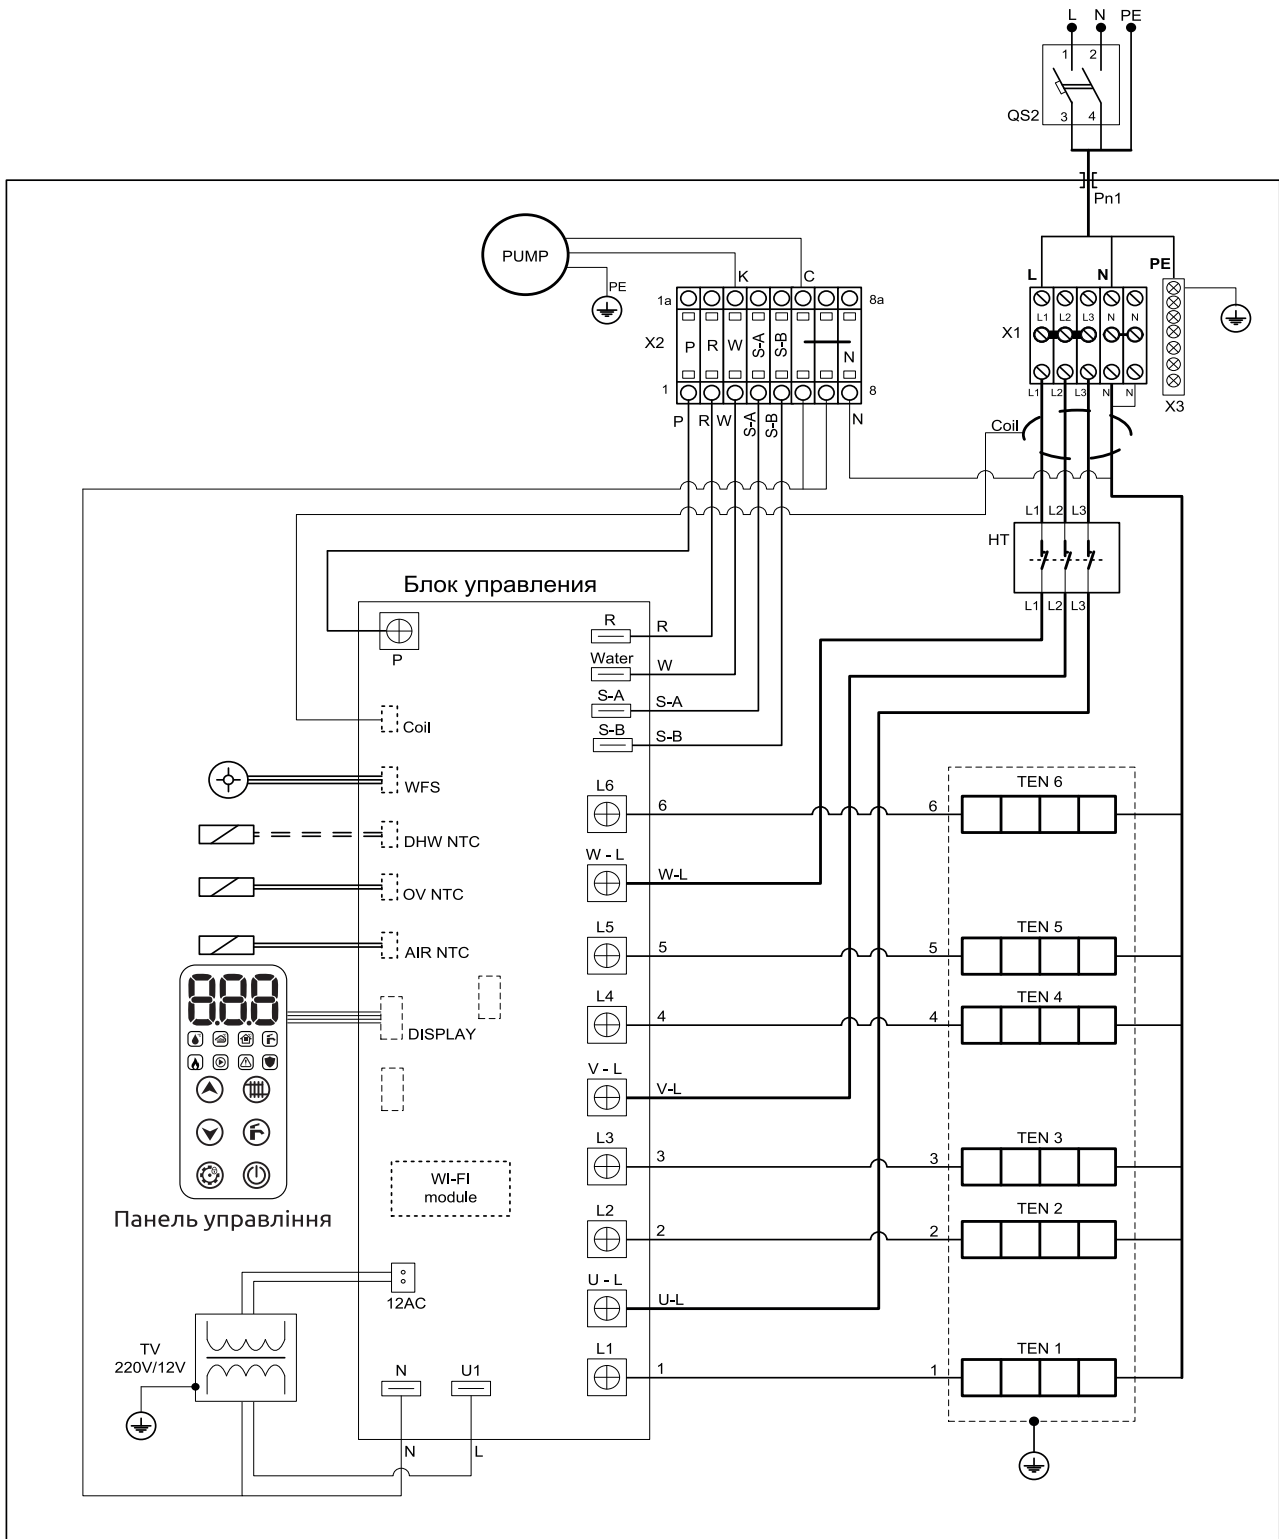 L N PE
1 2
QS2 3 4
Pn1
PUMP
PE
K C
1a 8a
X2 P R W S-A S-B N
1 8
P R W S-A S-B N
L N PE
L1 L2 L3 N N
X1
L1 L2 L3 N N
X3
Coil
L1 L2 L3
HT
L1 L2 L3
Блок управления
P
R R
Water W
S-A S-A
S-B S-B
Coil
WFS
DHW NTC
OV NTC
AIR NTC
888
DISPLAY
Панель управління
WI-FI
module
12AC
TV
220V/12V
N U1
N L
L6 6 6 TEN 6
W - L W-L
L5 5 5 TEN 5
L4 4 4 TEN 4
V - L V-L
L3 3 3 TEN 3
L2 2 2 TEN 2
U - L U-L
L1 1 1 TEN 1